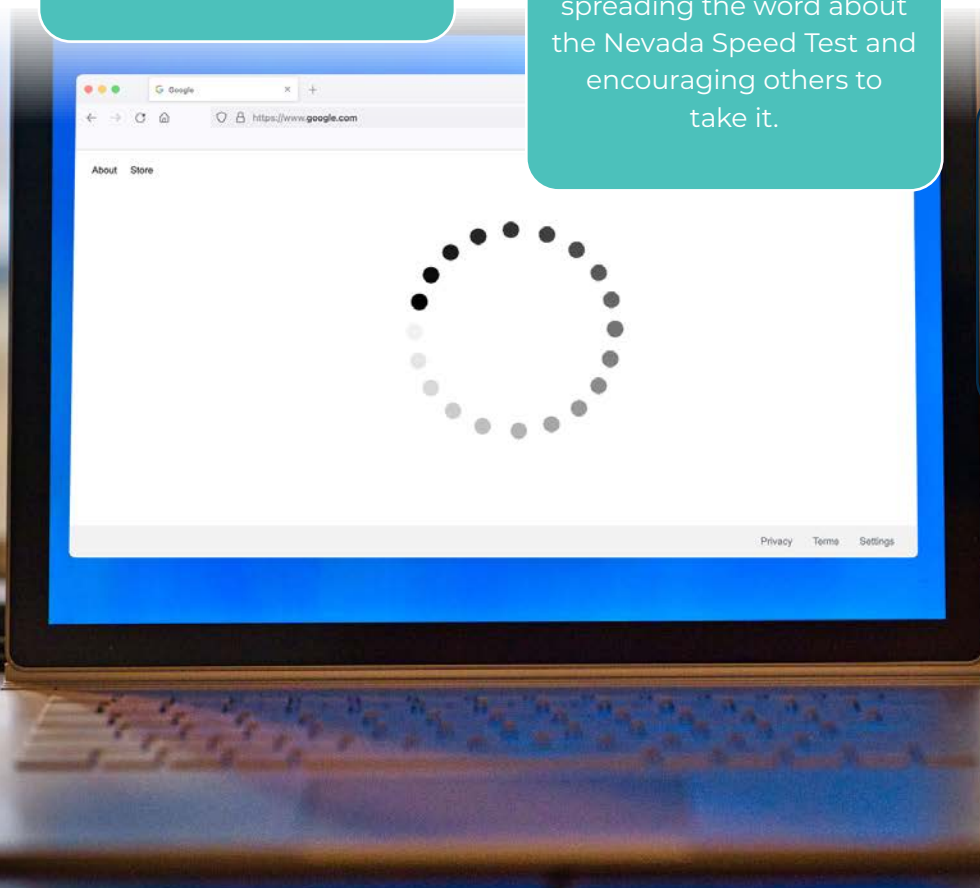 spreading the word about
the Nevada Speed Test and
encouraging others to
take it.
Google
https://www.google.com
About Store
Privacy Terms Settings